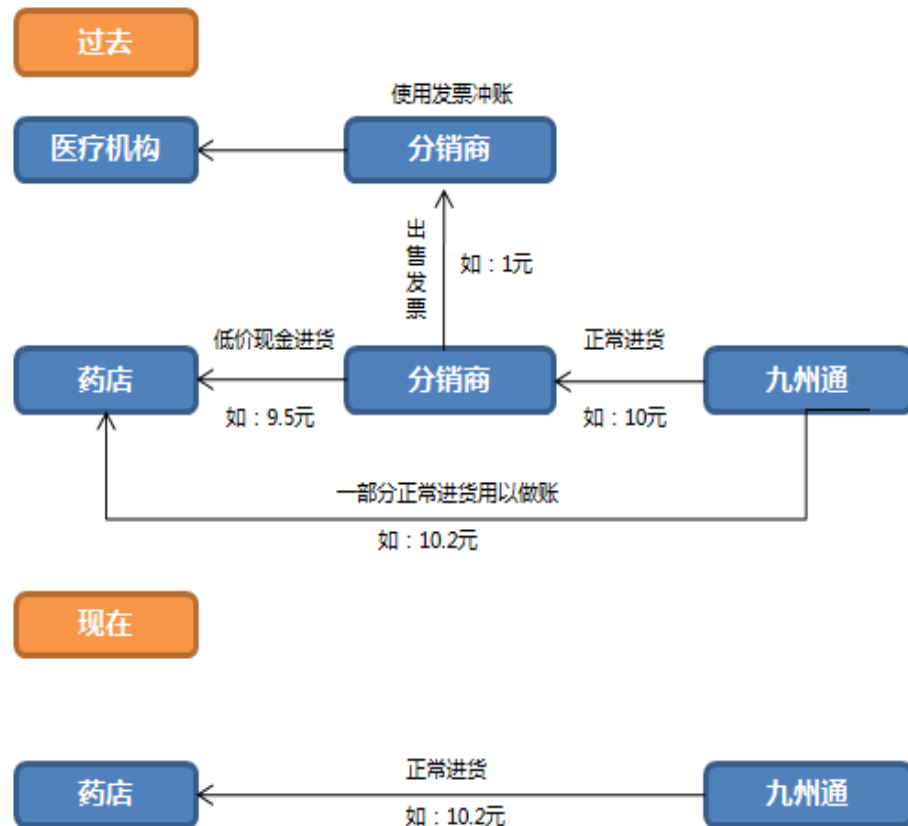 过去
使用发票冲账
医疗机构
分销商
出售发票
如：1元
低价现金进货
正常进货
药店
分销商
九州通
如：9.5元
如：10元
一部分正常进货用以做账
如：10.2元
现在
正常进货
药店
九州通
如：10.2元